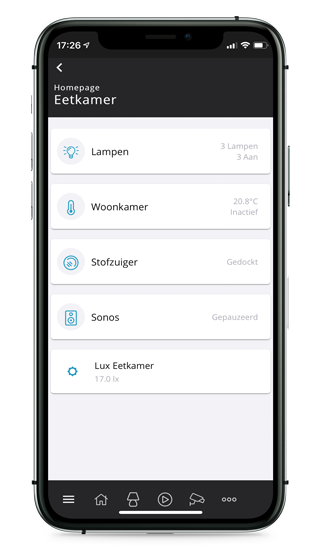 17:26
Homepage
Eetkamer
Lampen
3 Lampen
3 Aan
Woonkamer
20.8°C
Inactief
Stofzuiger
Gedockt
Sonos
Gepauzeerd
Lux Eetkamer
17.0 lx